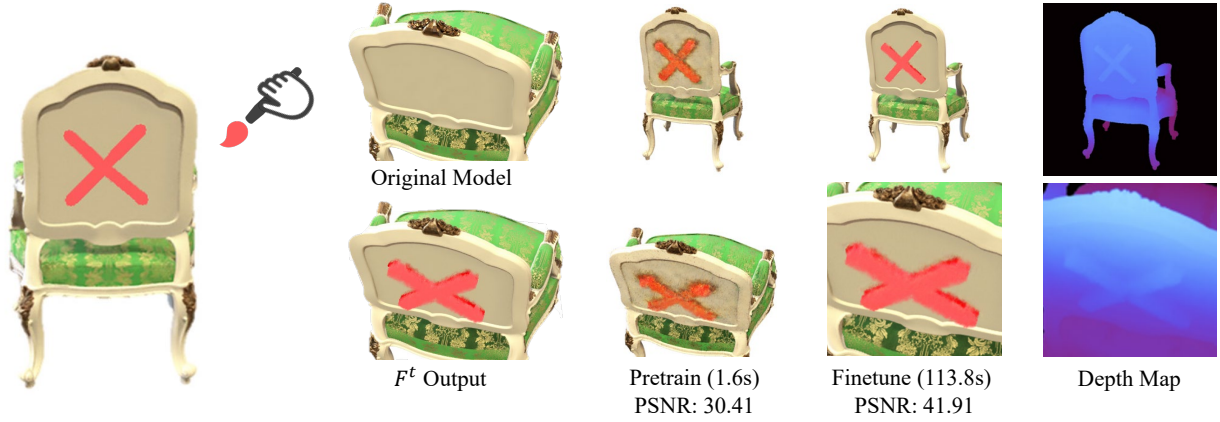 Original Model
F^t Output
Pretrain (1.6s)
PSNR: 30.41
Finetune (113.8s)
PSNR: 41.91
Depth Map